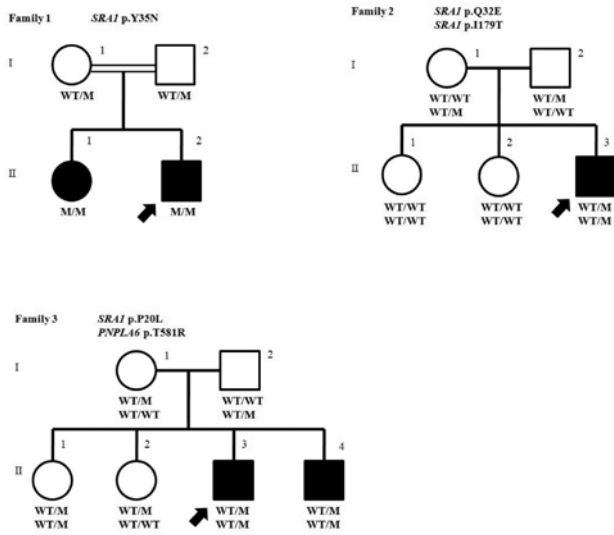 Family 1 SRA1 p.Y35N
I 1 2
WT/M WT/M
II 1 2
M/M M/M
Family 2 SRA1 p.Q32E
SRA1 p.I179T
I 1 2
WT/WT WT/M
WT/M WT/WT
II 1 2 3
WT/WT WT/WT WT/M
WT/WT WT/WT WT/M
Family 3 SRA1 p.P20L
PNPLA6 p.T581R
I 1 2
WT/M WT/WT
WT/WT WT/M
II 1 2 3 4
WT/M WT/M WT/M WT/M
WT/M WT/WT WT/M WT/M